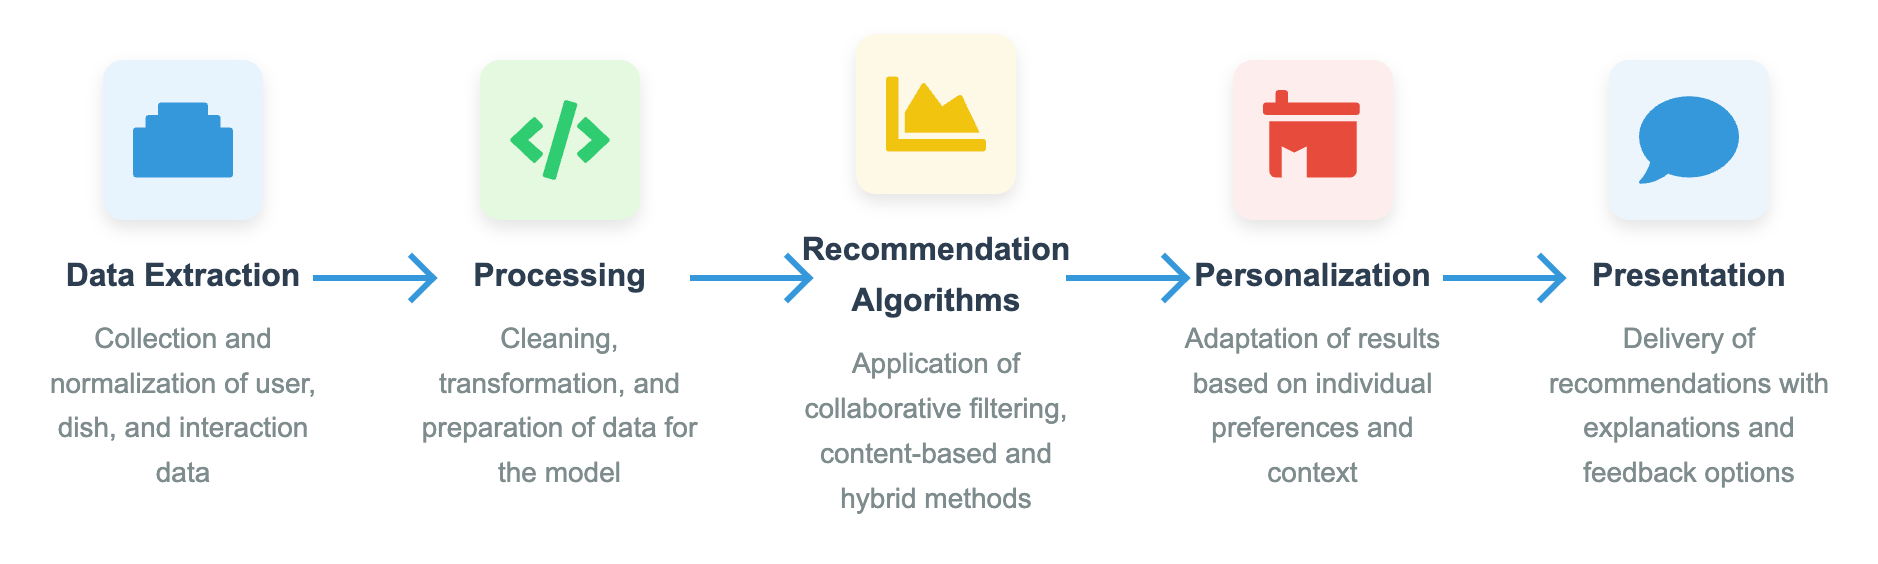 Data Extraction
Collection and
normalization of user,
dish, and interaction
data
Processing
Cleaning,
transformation, and
preparation of data for
the model
Recommendation
Algorithms
Application of
collaborative filtering,
content-based and
hybrid methods
Personalization
Adaptation of results
based on individual
preferences and
context
Presentation
Delivery of
recommendations with
explanations and
feedback options